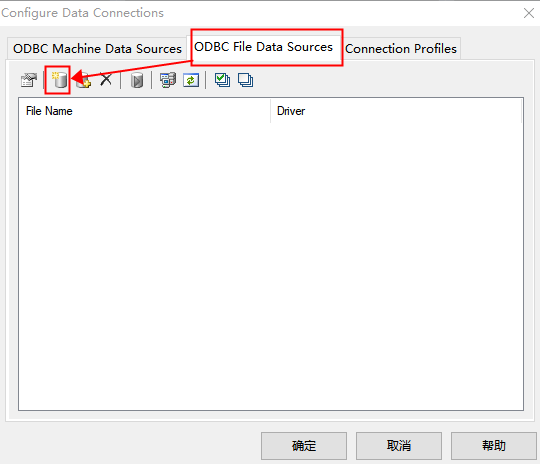 Configure Data Connections
ODBC Machine Data Sources ODBC File Data Sources Connection Profiles
File Name Driver
确定 取消 帮助